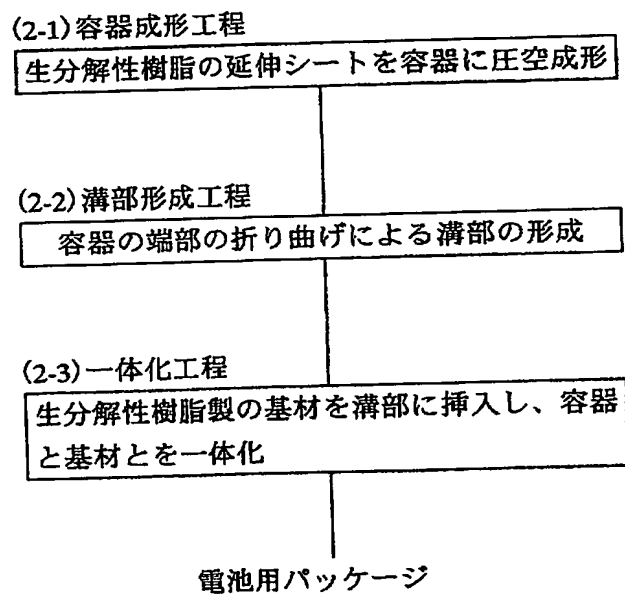 (2-1)容器成形工程
生分解性樹脂の延伸シートを容器に圧空成形
(2-2)溝部形成工程
容器の端部の折り曲げによる溝部の形成
(2-3)一体化工程
生分解性樹脂製の基材を溝部に挿入し、容器
と基材とを一体化
電池用パッケージ